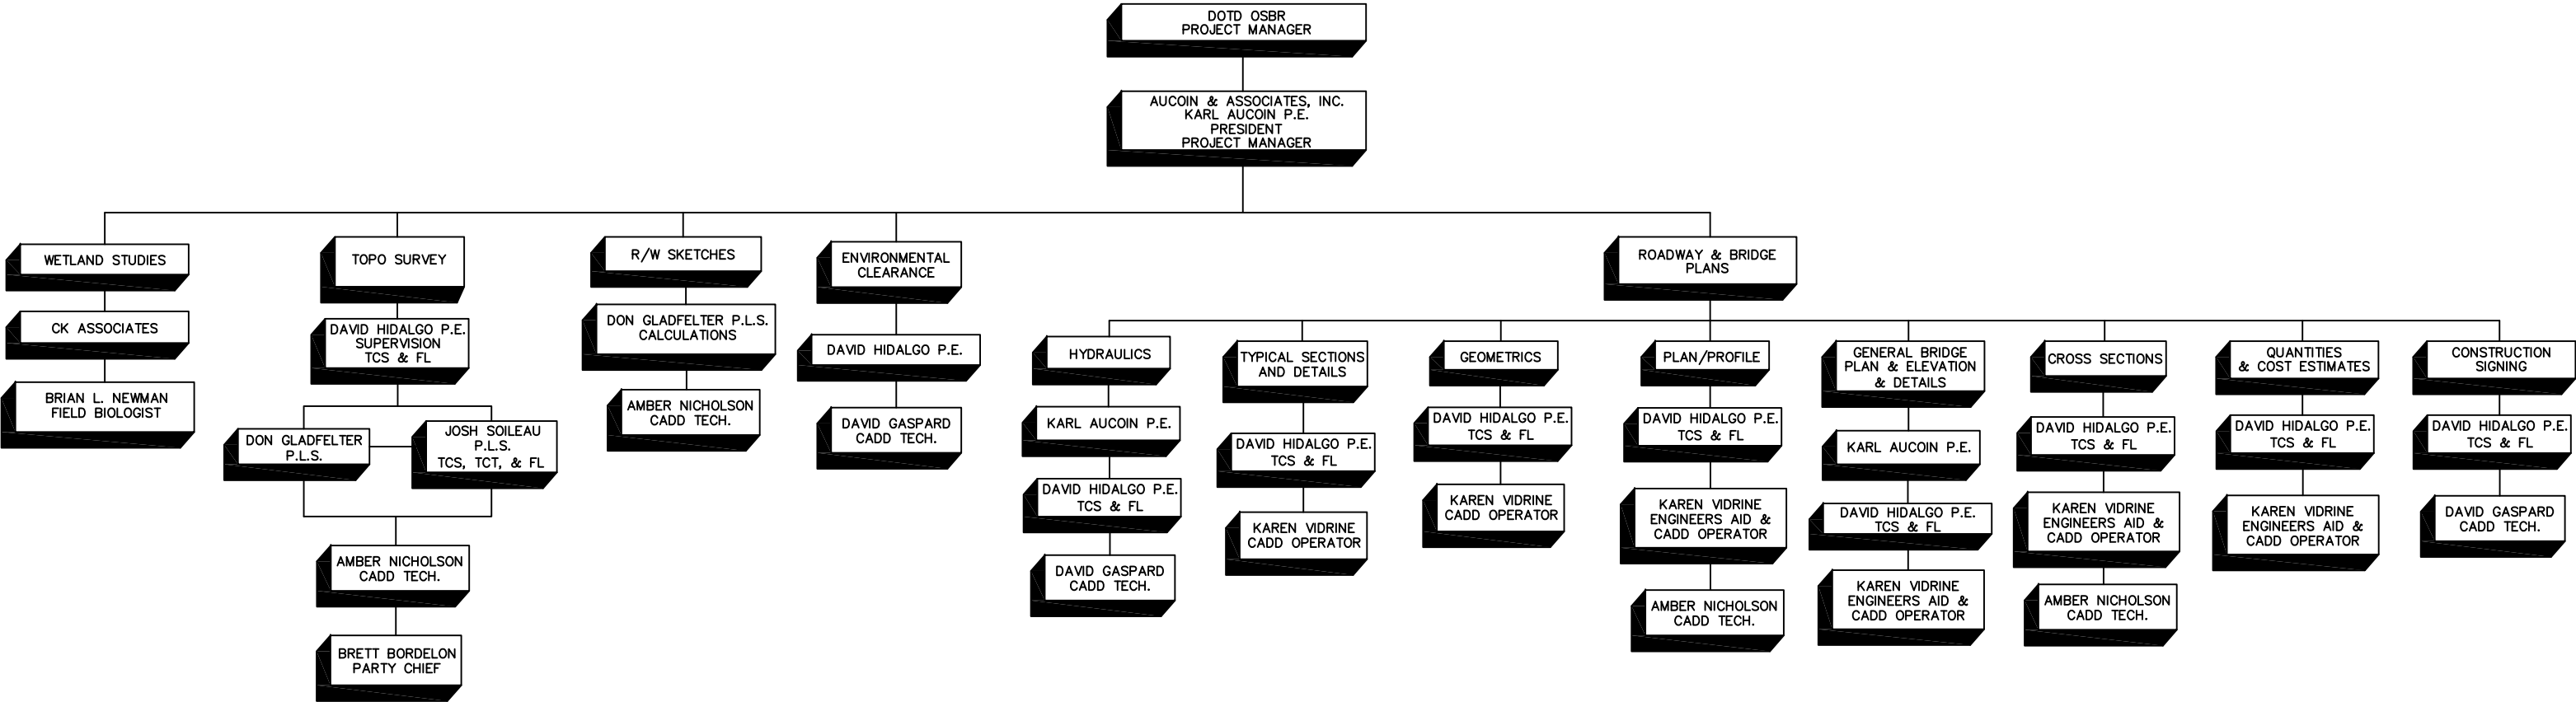 DOTD OSBR
PROJECT MANAGER
AUCOIN & ASSOCIATES, INC.
KARL AUCOIN P.E.
PRESIDENT
PROJECT MANAGER
WETLAND STUDIES
CK ASSOCIATES
BRIAN L. NEWMAN
FIELD BIOLOGIST
TOPO SURVEY
DAVID HIDALGO P.E.
SUPERVISION
TCS & FL
DON GLADFELTER
P.L.S.
JOSH SOILEAU
P.L.S.
TCS, TCT, & FL
AMBER NICHOLSON
CADD TECH.
BRETT BORDELON
PARTY CHIEF
R/W SKETCHES
DON GLADFELTER P.L.S.
CALCULATIONS
AMBER NICHOLSON
CADD TECH.
ENVIRONMENTAL
CLEARANCE
DAVID HIDALGO P.E.
DAVID GASPARD
CADD TECH.
ROADWAY & BRIDGE
PLANS
HYDRAULICS
KARL AUCOIN P.E.
DAVID HIDALGO P.E.
TCS & FL
DAVID GASPARD
CADD TECH.
TYPICAL SECTIONS
AND DETAILS
DAVID HIDALGO P.E.
TCS & FL
KAREN VIDRINE
CADD OPERATOR
GEOMETRICS
DAVID HIDALGO P.E.
TCS & FL
KAREN VIDRINE
CADD OPERATOR
PLAN/PROFILE
DAVID HIDALGO P.E.
TCS & FL
KAREN VIDRINE
ENGINEERS AID &
CADD OPERATOR
AMBER NICHOLSON
CADD TECH.
GENERAL BRIDGE
PLAN & ELEVATION
& DETAILS
KARL AUCOIN P.E.
DAVID HIDALGO P.E.
TCS & FL
KAREN VIDRINE
ENGINEERS AID &
CADD OPERATOR
CROSS SECTIONS
DAVID HIDALGO P.E.
TCS & FL
KAREN VIDRINE
ENGINEERS AID &
CADD OPERATOR
AMBER NICHOLSON
CADD TECH.
QUANTITIES
& COST ESTIMATES
DAVID HIDALGO P.E.
TCS & FL
KAREN VIDRINE
ENGINEERS AID &
CADD OPERATOR
CONSTRUCTION
SIGNING
DAVID HIDALGO P.E.
TCS & FL
DAVID GASPARD
CADD TECH.